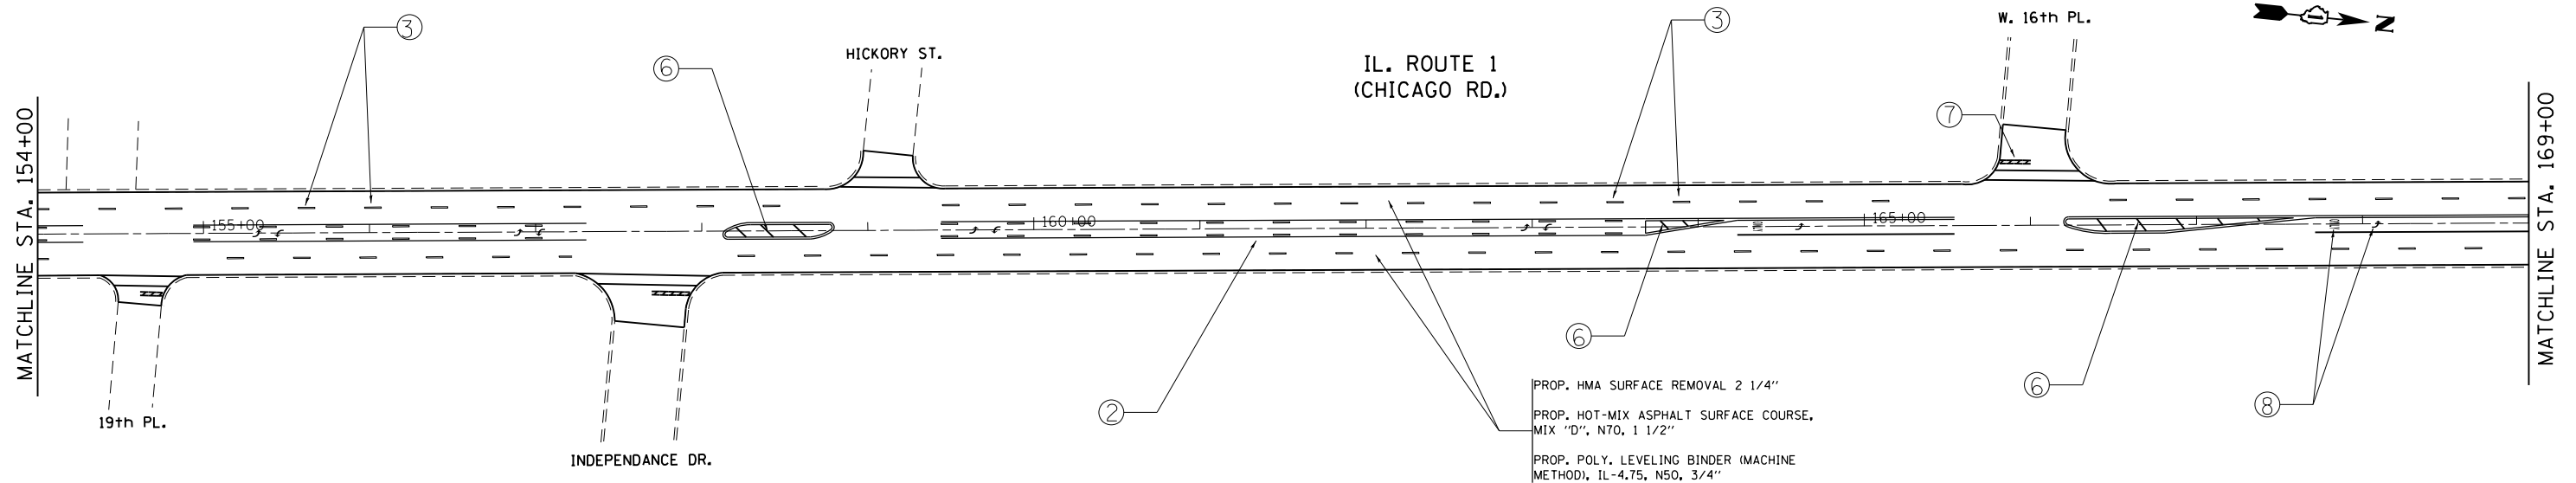 ③
③
W. 16th PL.
N
HICKORY ST.
⑥
IL. ROUTE 1
(CHICAGO RD.)
⑦
MATCHLINE STA. 154+00
MATCHLINE STA. 169+00
155+00
160+00
165+00
⑥
⑥
②
⑧
PROP. HMA SURFACE REMOVAL 2 1/4"
PROP. HOT-MIX ASPHALT SURFACE COURSE,
MIX "D", N70, 1 1/2"
PROP. POLY. LEVELING BINDER (MACHINE
METHOD), IL-4.75, N50, 3/4"
19th PL.
INDEPENDANCE DR.